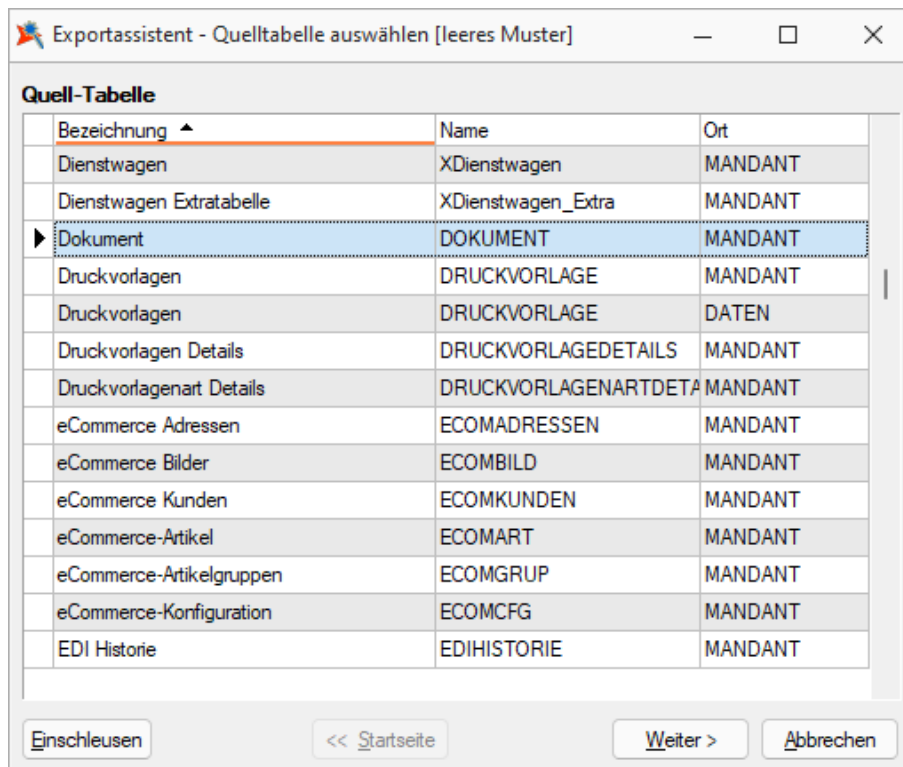 Exportassistent - Quelltabelle auswählen [leeres Muster]
Quell-Tabelle
Bezeichnung Name Ort
Dienstwagen XDienstwagen MANDANT
Dienstwagen Extratabelle XDienstwagen_Extra MANDANT
Dokument DOKUMENT MANDANT
Druckvorlagen DRUCKVORLAGE MANDANT
Druckvorlagen DRUCKVORLAGE DATEN
Druckvorlagen Details DRUCKVORLAGEDETAILS MANDANT
Druckvorlagenart Details DRUCKVORLAGENARTDETA MANDANT
eCommerce Adressen ECOMADRESSEN MANDANT
eCommerce Bilder ECOMBILD MANDANT
eCommerce Kunden ECOMKUNDEN MANDANT
eCommerce-Artikel ECOMART MANDANT
eCommerce-Artikelgruppen ECOMGRUP MANDANT
eCommerce-Konfiguration ECOMCFG MANDANT
EDI Historie EDIHISTORIE MANDANT
Einschleusen << Startseite Weiter > Abbrechen